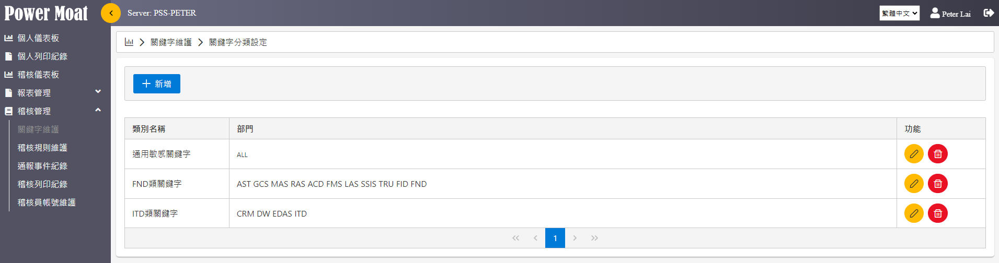 Power Moat
Server: PSS-PETER
繁體中文
Peter Lai
個人儀表板
個人列印紀錄
稽核儀表板
報表管理
稽核管理
關鍵字維護
稽核規則維護
通報事件紀錄
稽核列印紀錄
稽核員帳號維護
關鍵字維護 關鍵字分類設定
新增
類別名稱 部門 功能
通用敏感關鍵字 ALL
FND類關鍵字 AST GCS MAS RAS ACD FMS LAS SSIS TRU FID FND
ITD類關鍵字 CRM DW EDAS ITD
1